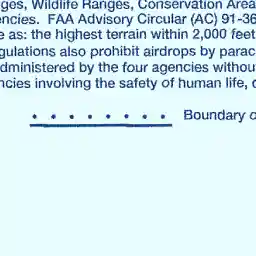 ges, Wildlife Ranges, Conservation Area
encies. FAA Advisory Circular (AC) 91-36
e as: the highest terrain within 2,000 feet
gulations also prohibit airdrops by parac
administered by the four agencies withou
ncies involving the safety of human life, o
Boundary o